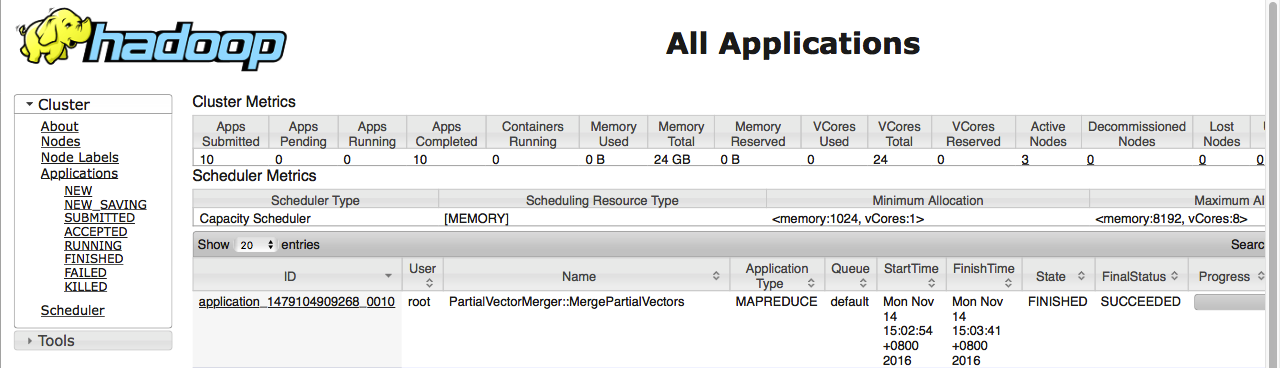 hadoop
All Applications
Cluster
About
Nodes
Node Labels
Applications
NEW
NEW_SAVING
SUBMITTED
ACCEPTED
RUNNING
FINISHED
FAILED
KILLED
Scheduler
Tools
Cluster Metrics
Apps Submitted Apps Pending Apps Running Apps Completed Containers Running Memory Used Memory Total Memory Reserved VCores Used VCores Total VCores Reserved Active Nodes Decommissioned Nodes Lost Nodes
10 0 0 10 0 0 B 24 GB 0 B 0 24 0 3 0 0 0
Scheduler Metrics
Scheduler Type Scheduling Resource Type Minimum Allocation Maximum Al
Capacity Scheduler [MEMORY] <memory:1024, vCores:1> <memory:8192, vCores:8>
Show 20 entries Searc
ID User Name Application Type Queue StartTime FinishTime State FinalStatus Progress
application_1479104909268_0010 root PartialVectorMerger::MergePartialVectors MAPREDUCE default Mon Nov Mon Nov FINISHED SUCCEEDED
14 14
15:02:54 15:03:41
+0800 +0800
2016 2016